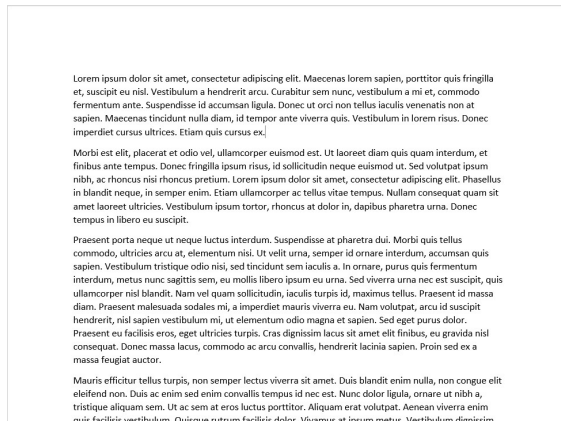 Lorem ipsum dolor sit amet, consectetur adipiscing elit. Maecenas lorem sapien, porttitor quis fringilla
et, suscipit eu nisl. Vestibulum a hendrerit arcu. Curabitur sem nunc, vestibulum a mi et, commodo
fermentum ante. Suspendisse id accumsan ligula. Donec ut orci non tellus iaculis venenatis non at
sapien. Maecenas tincidunt nulla diam, id tempor ante viverra quis. Vestibulum in lorem risus. Donec
imperdiet cursus ultrices. Etiam quis cursus ex.
Morbi est elit, placerat et odio vel, ullamcorper euismod est. Ut laoreet diam quis quam interdum, et
finibus ante tempus. Donec fringilla ipsum risus, id sollicitudin neque euismod ut. Sed volutpat ipsum
nibh, ac rhoncus nisi rhoncus pretium. Lorem ipsum dolor sit amet, consectetur adipiscing elit. Phasellus
in blandit neque, in semper enim. Etiam ullamcorper ac tellus vitae tempus. Nullam consequat quam sit
amet laoreet ultricies. Vestibulum ipsum tortor, rhoncus at dolor in, dapibus pharetra urna. Donec
tempus in libero eu suscipit.
Praesent porta neque ut neque luctus interdum. Suspendisse at pharetra dui. Morbi quis tellus
commodo, ultricies arcu at, elementum nisi. Ut velit urna, semper id ornare interdum, accumsan quis
sapien. Vestibulum tristique odio nisi, sed tincidunt sem iaculis a. In ornare, purus quis fermentum
interdum, metus nunc sagittis sem, eu mollis libero ipsum eu urna. Sed viverra urna nec est suscipit, quis
ullamcorper nisl blandit. Nam vel quam sollicitudin, iaculis turpis id, maximus tellus. Praesent id massa
diam. Praesent malesuada sodales mi, a imperdiet mauris viverra eu. Nam volutpat, arcu id suscipit
hendrerit, nisl sapien vestibulum mi, ut elementum odio magna et sapien. Sed eget purus dolor.
Praesent eu facilisis eros, eget ultricies turpis. Cras dignissim lacus sit amet elit finibus, eu gravida nisl
consequat. Donec massa lacus, commodo ac arcu convallis, hendrerit lacinia sapien. Proin sed ex a
massa feugiat auctor.
Mauris efficitur tellus turpis, non semper lectus viverra sit amet. Duis blandit enim nulla, non congue elit
eleifend non. Duis ac enim sed enim convallis tempus id nec est. Nunc dolor ligula, ornare ut nibh a,
tristique aliquam sem. Ut ac sem at eros luctus porttitor. Aliquam erat volutpat. Aenean viverra enim
quis facilisis vestibulum. Quisque rutrum facilisis dolor. Vivamus at ipsum metus. Vestibulum dignissim